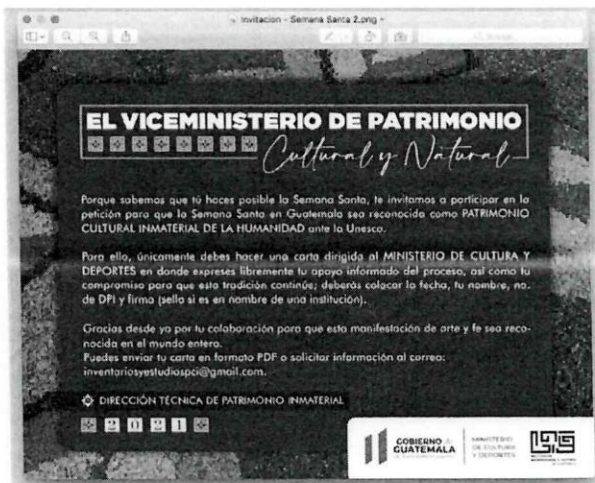 Invitacion - Semana Santa 2.png
EL VICEMINISTERIO DE PATRIMONIO
Cultural y Natural
Porque sabemos que tú haces posible la Semana Santa, te invitamos a participar en la
petición para que la Semana Santa en Guatemala sea reconocida como PATRIMONIO
CULTURAL INMATERIAL DE LA HUMANIDAD ante la Unesco.
Para ello, únicamente debes hacer una carta dirigida al MINISTERIO DE CULTURA Y
DEPORTES en donde expreses libremente tu apoyo informado del proceso, así como tu
compromiso para que esta tradición continúe; deberás colocar la fecha, tu nombre, no.
de DPI y firma (sello si es en nombre de una institución).
Gracias desde ya por tu colaboración para que esta manifestación de arte y fe sea reco-
nocida en el mundo entero.
Puedes enviar tu carta en formato PDF o solicitar información al correo:
inventariosyestudiospci@gmail.com.
DIRECCIÓN TÉCNICA DE PATRIMONIO INMATERIAL
2021
GOBIERNO de
GUATEMALA
MINISTERIO
DE CULTURA
Y DEPORTES